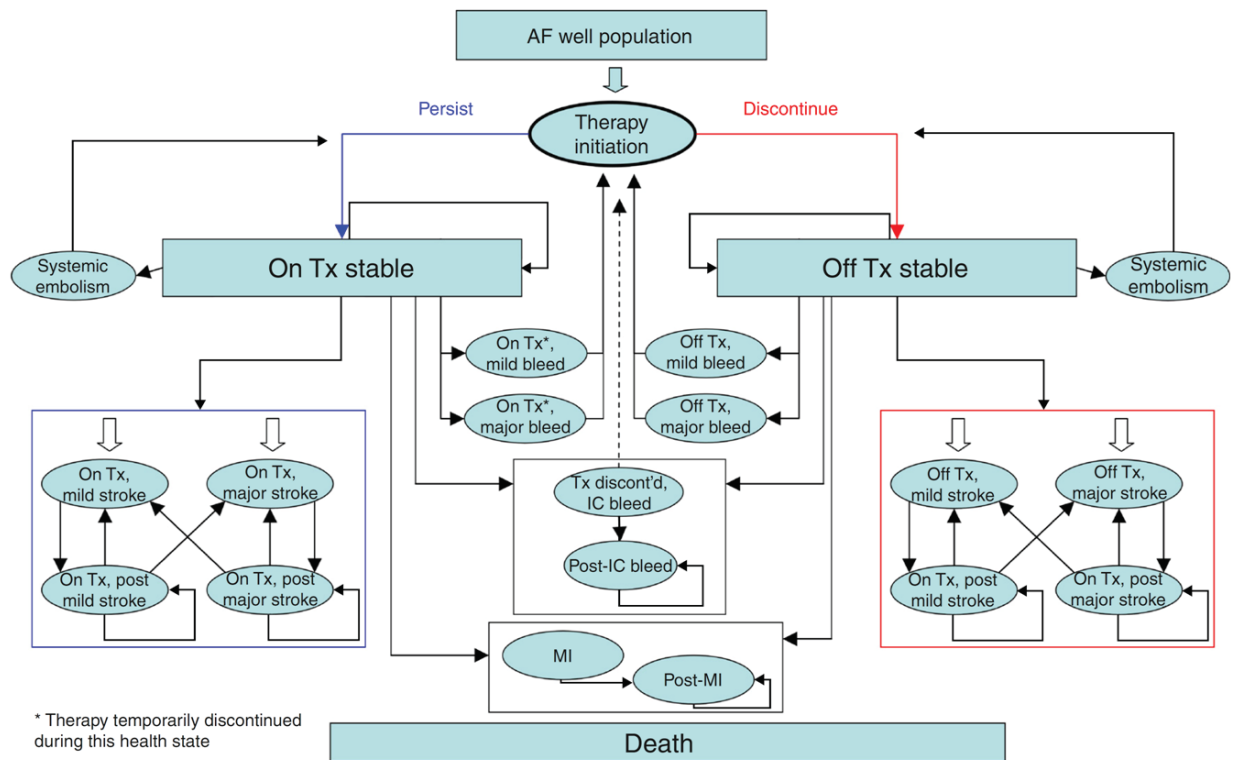 AF well population
Persist
Discontinue
Therapy
initiation
Systemic
embolism
On Tx stable
Off Tx stable
Systemic
embolism
On Tx*,
mild bleed
Off Tx,
mild bleed
On Tx*,
major bleed
Off Tx,
major bleed
On Tx,
mild stroke
On Tx,
major stroke
On Tx, post
mild stroke
On Tx, post
major stroke
Tx discont'd,
IC bleed
Post-IC bleed
Off Tx,
mild stroke
Off Tx,
major stroke
On Tx, post
mild stroke
On Tx, post
major stroke
MI
Post-MI
* Therapy temporarily discontinued
during this health state
Death